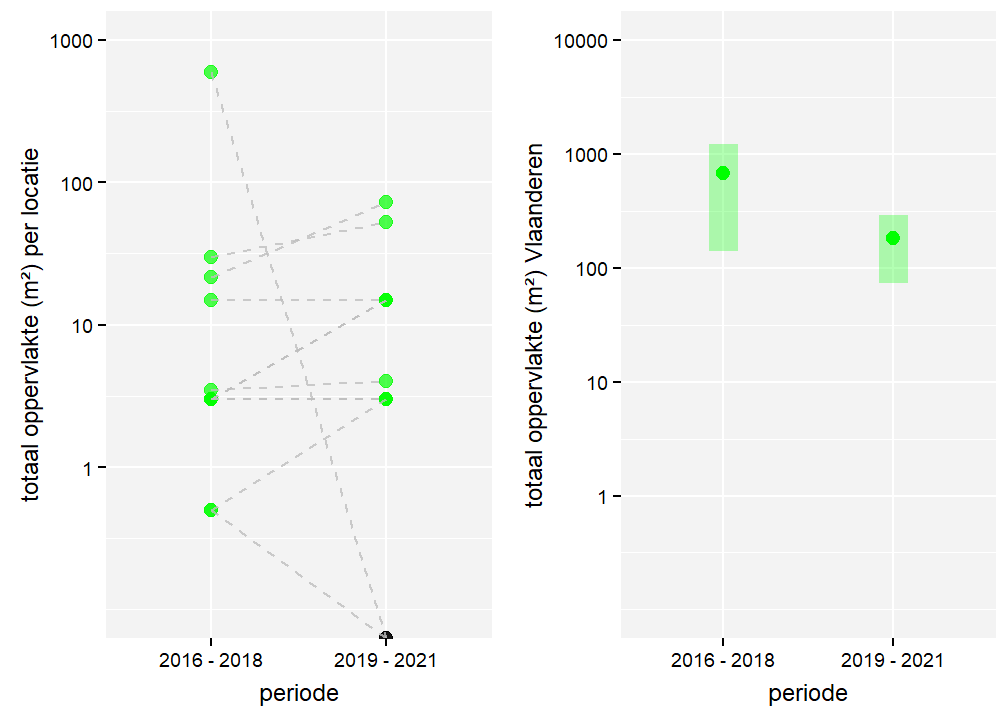 totaal oppervlakte (m²) per locatie
1000
100
10
1
2016 - 2018
2019 - 2021
periode
totaal oppervlakte (m²) Vlaanderen
10000
1000
100
10
1
2016 - 2018
2019 - 2021
periode